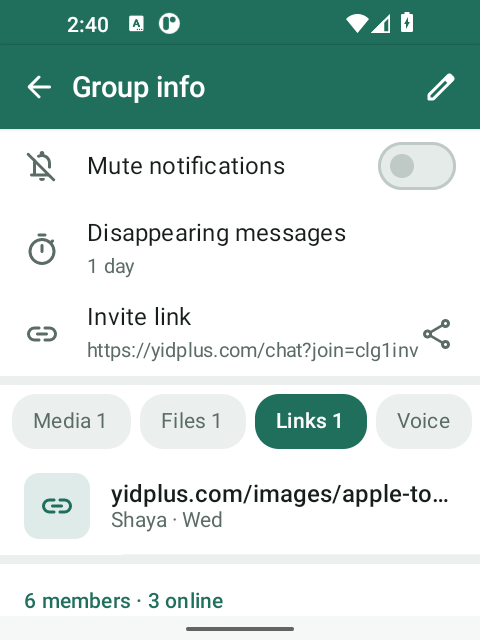 2:40
Group info
Mute notifications
Disappearing messages
1 day
Invite link
https://yidplus.com/chat?join=clg1inv
Media 1
Files 1
Links 1
Voice
yidplus.com/images/apple-to…
Shaya · Wed
6 members · 3 online